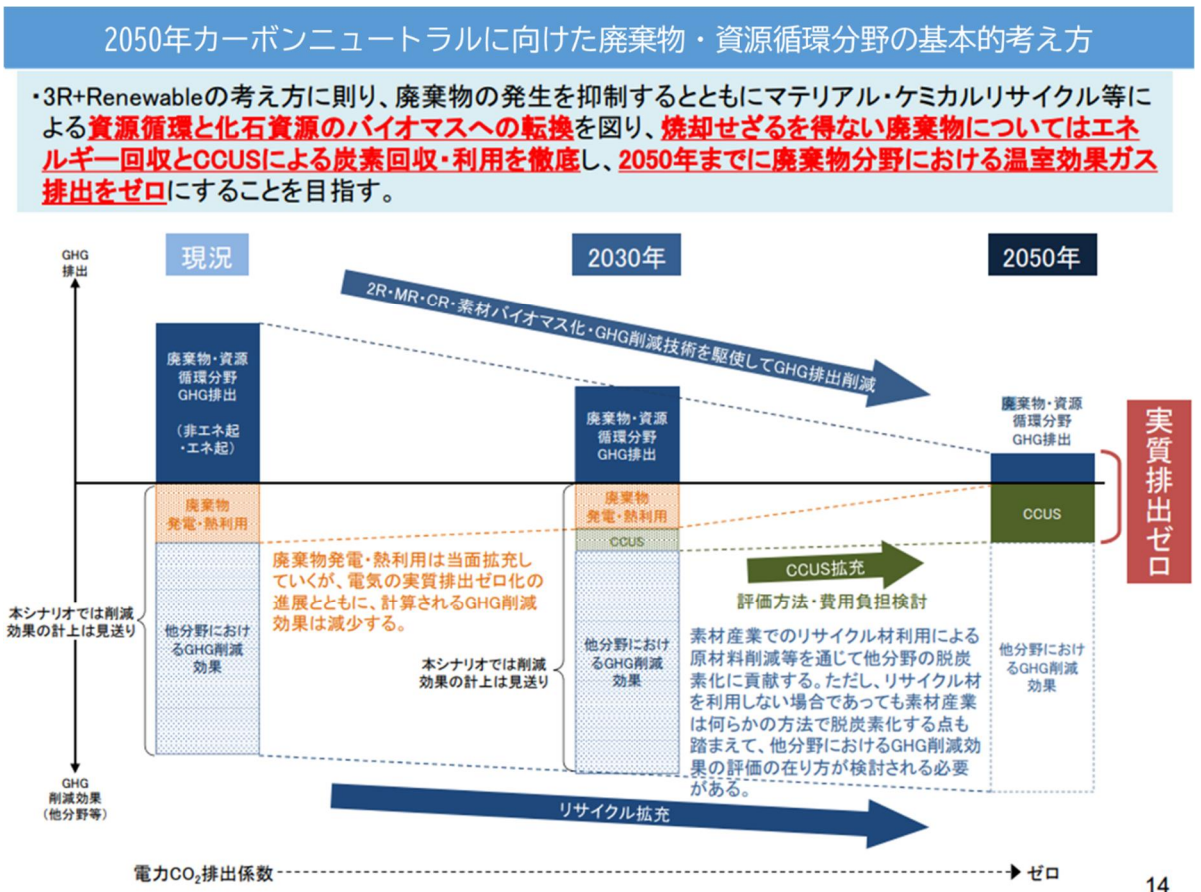 2050年カーボンニュートラルに向けた廃棄物・資源循環分野の基本的考え方
・3R+Renewableの考え方に則り、廃棄物の発生を抑制するとともにマテリアル・ケミカルリサイクル等に
よる資源循環と化石資源のバイオマスへの転換を図り、焼却せざるを得ない廃棄物についてはエネ
ルギー回収とCCUSによる炭素回収・利用を徹底し、2050年までに廃棄物分野における温室効果ガス
排出をゼロにすることを目指す。
GHG
排出
現況
2030年
2050年
2R・MR・CR・素材バイオマス化・GHG削減技術を駆使してGHG排出削減
廃棄物・資源
循環分野
GHG排出
(非エネ起
・エネ起)
廃棄物・資源
循環分野
GHG排出
廃棄物・資源
循環分野
GHG排出
実質排出ゼロ
廃棄物
発電・熱利用
廃棄物
発電・熱利用
CCUS
CCUS
廃棄物発電・熱利用は当面拡充し
ていくが、電気の実質排出ゼロ化の
進展とともに、計算されるGHG削減
効果は減少する。
CCUS拡充
評価方法・費用負担検討
本シナリオでは削減
効果の計上は見送り
他分野におけ
るGHG削減
効果
本シナリオでは削減
効果の計上は見送り
他分野におけ
るGHG削減
効果
素材産業でのリサイクル材利用による
原材料削減等を通じて他分野の脱炭
素化に貢献する。ただし、リサイクル材
を利用しない場合であっても素材産業
は何らかの方法で脱炭素化する点も
踏まえて、他分野におけるGHG削減効
果の評価の在り方が検討される必要
がある。
他分野におけ
るGHG削減
効果
GHG
削減効果
(他分野等)
リサイクル拡充
電力CO₂排出係数
ゼロ
14